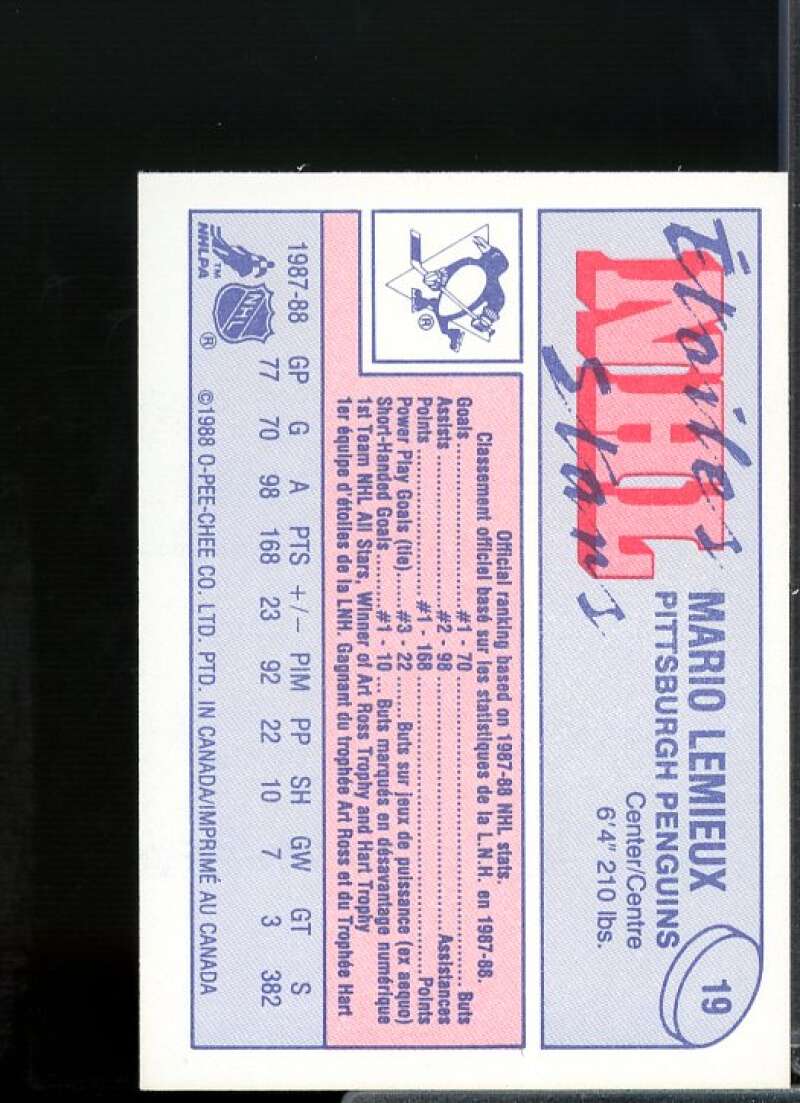 Étoiles
NHL
Stars
MARIO LEMIEUX
PITTSBURGH PENGUINS
Center/Centre
6'4" 210 lbs.
19
®
Official ranking based on 1987-88 NHL stats.
Classement officiel basé sur les statistiques de la L.N.H. en 1987-88.
Goals.....................#1 - 70.....................Buts
Assists.....................#2 - 98.....................Assistances
Points.....................#1 - 168.....................Points
Power Play Goals (tie).....#3 - 22......Buts sur jeux de puissance (ex aequo)
Short-Handed Goals......#1 - 10... Buts marqués en désavantage numérique
1st Team NHL All Stars, Winner of Art Ross Trophy and Hart Trophy
1er équipe d'étoiles de la LNH. Gagnant du trophée Art Ross et du Trophée Hart
1987-88 GP G A PTS +/− PIM PP SH GW GT S
77 70 98 168 23 92 22 10 7 3 382
NHLPA ™ NHL ®
©1988 O-PEE-CHEE CO. LTD. PTD. IN CANADA/IMPRIMÉ AU CANADA